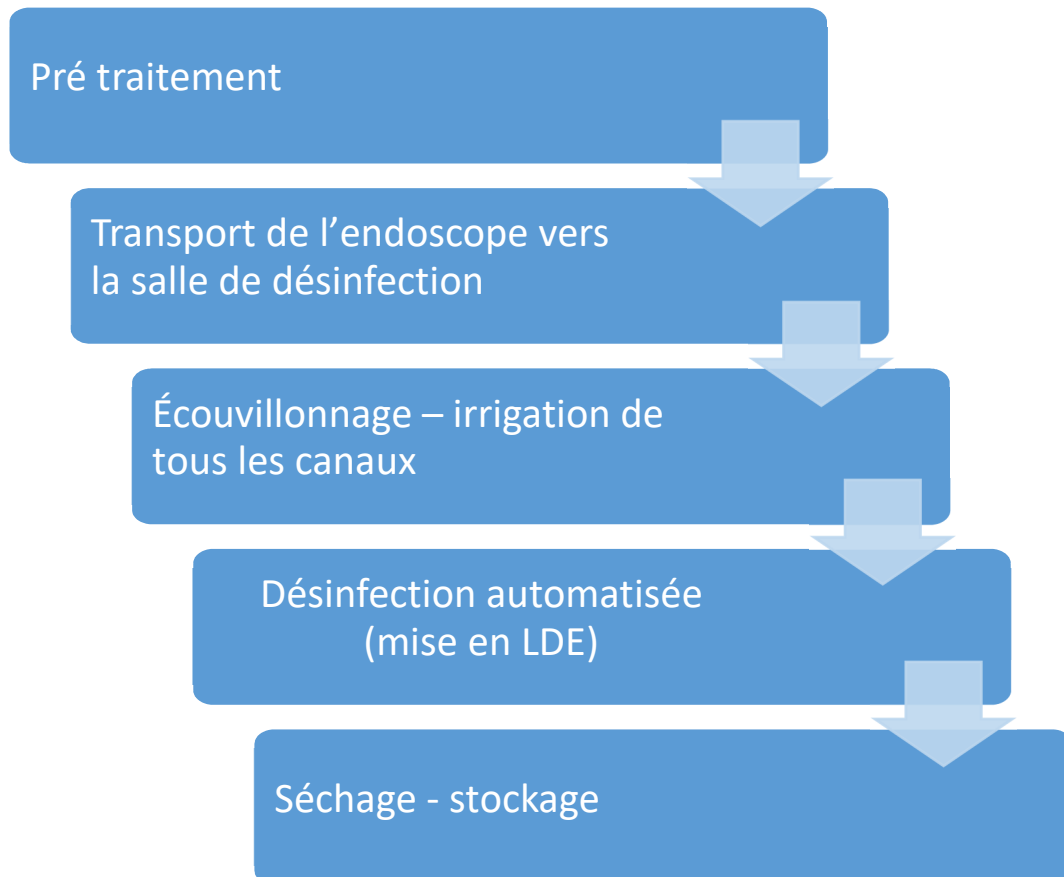 Pré traitement
Transport de l’endoscope vers
la salle de désinfection
Écouvillonnage – irrigation de
tous les canaux
Désinfection automatisée
(mise en LDE)
Séchage - stockage